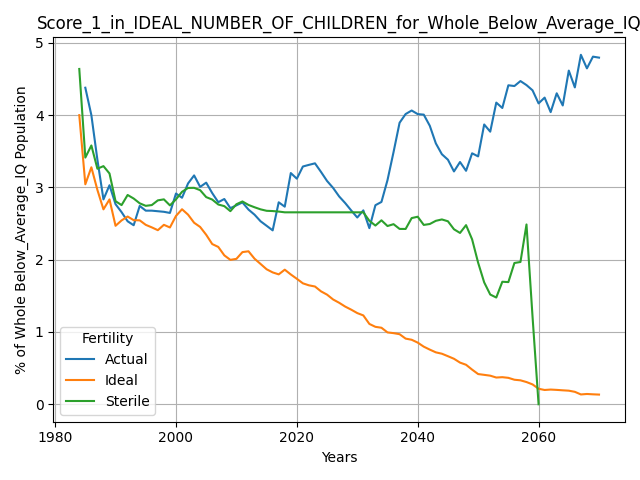 Score_1_in_IDEAL_NUMBER_OF_CHILDREN_for_Whole_Below_Average_IQ
% of Whole Below_Average_IQ Population
5
4
3
2
1
0
Fertility
Actual
Ideal
Sterile
1980 2000 2020 2040 2060
Years